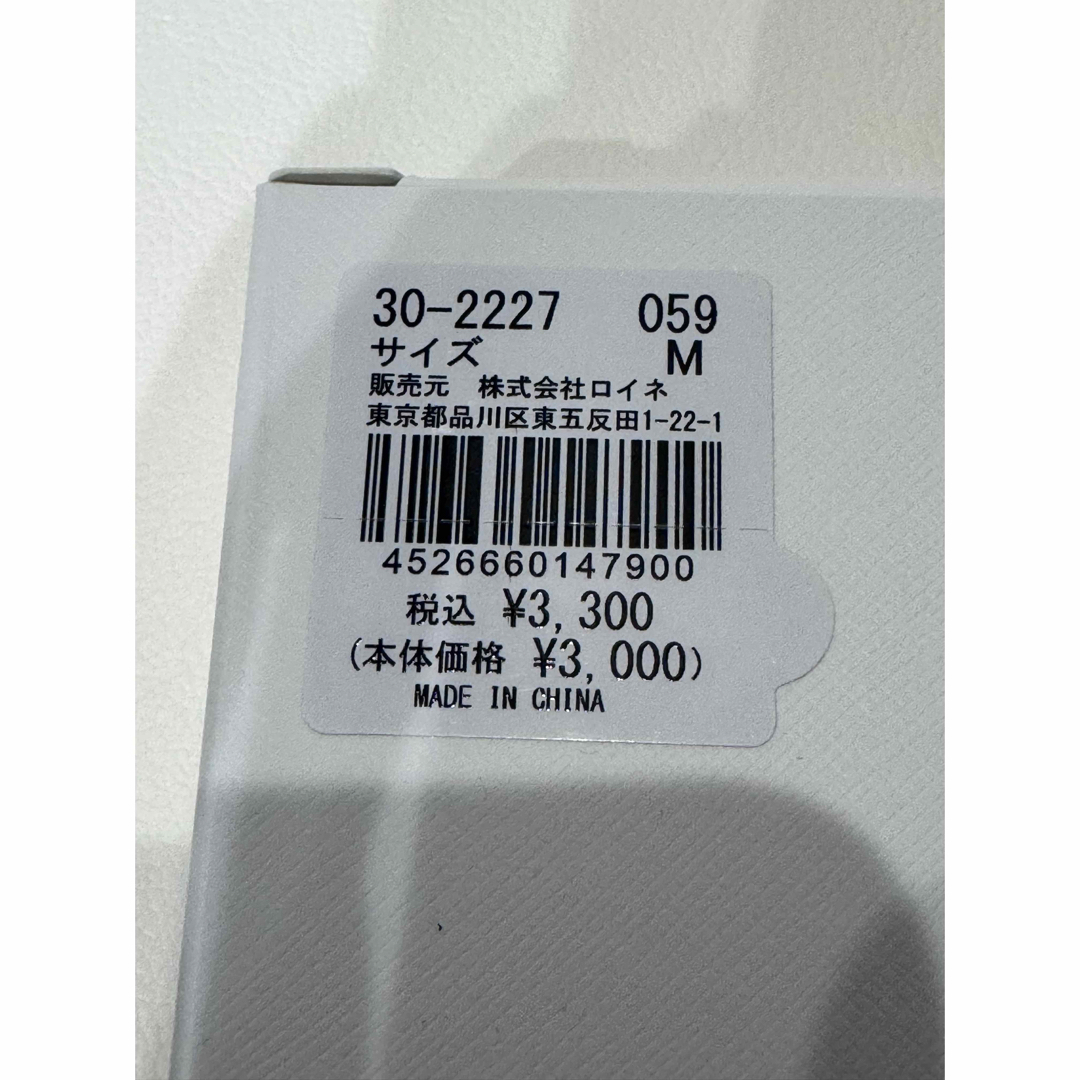 30-2227 059
サイズ M
販売元 株式会社ロイネ
東京都品川区東五反田1-22-1
4526660147900
税込 ¥3,300
(本体価格 ¥3,000)
MADE IN CHINA